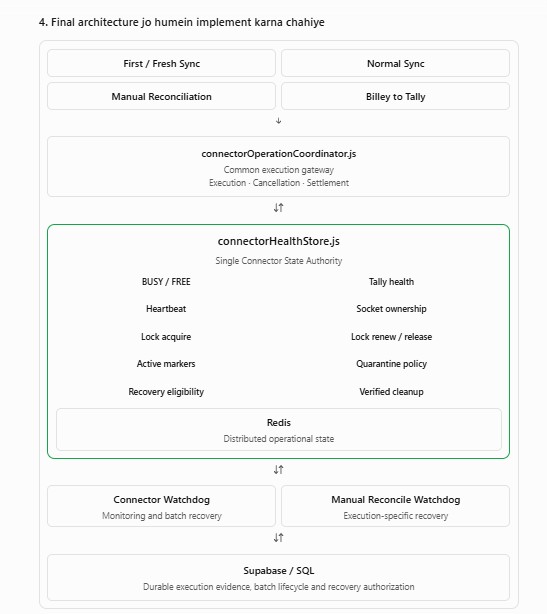 4. Final architecture jo humein implement karna chahiye
First / Fresh Sync
Normal Sync
Manual Reconciliation
Billey to Tally
connectorOperationCoordinator.js
Common execution gateway
Execution · Cancellation · Settlement
connectorHealthStore.js
Single Connector State Authority
BUSY / FREE
Tally health
Heartbeat
Socket ownership
Lock acquire
Lock renew / release
Active markers
Quarantine policy
Recovery eligibility
Verified cleanup
Redis
Distributed operational state
Connector Watchdog
Monitoring and batch recovery
Manual Reconcile Watchdog
Execution-specific recovery
Supabase / SQL
Durable execution evidence, batch lifecycle and recovery authorization